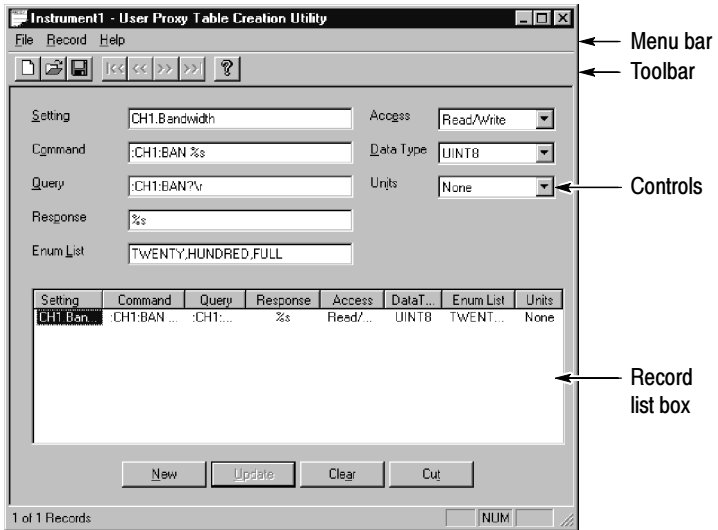 Instrument1 - User Proxy Table Creation Utility
File Record Help
Menu bar
Toolbar
|<< << >> >>| ?
Setting CH1.Bandwidth Access Read/Write
Command :CH1:BAN %s Data Type UINT8
Query :CH1:BAN?\r Units None
Controls
Response %s
Enum List TWENTY,HUNDRED,FULL
Setting Command Query Response Access DataT... Enum List Units
CH1.Ban... :CH1:BAN ... :CH1:... %s Read/... UINT8 TWENT... None
Record
list box
New Update Clear Cut
1 of 1 Records NUM